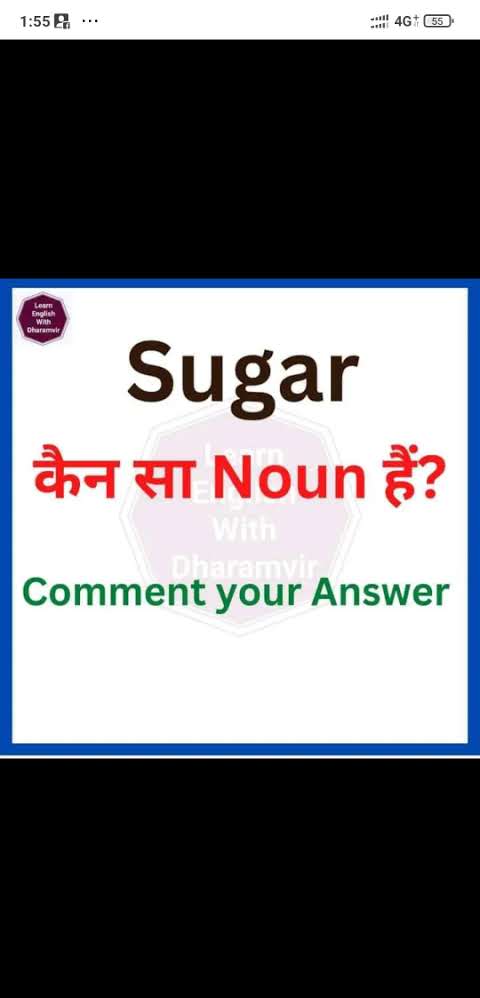 1:55 ...
4G+ 55
Learn
English
With
Dharamvir
Sugar
कैन सा Noun हैं?
Learn
English
With
Dharamvir
Comment your Answer